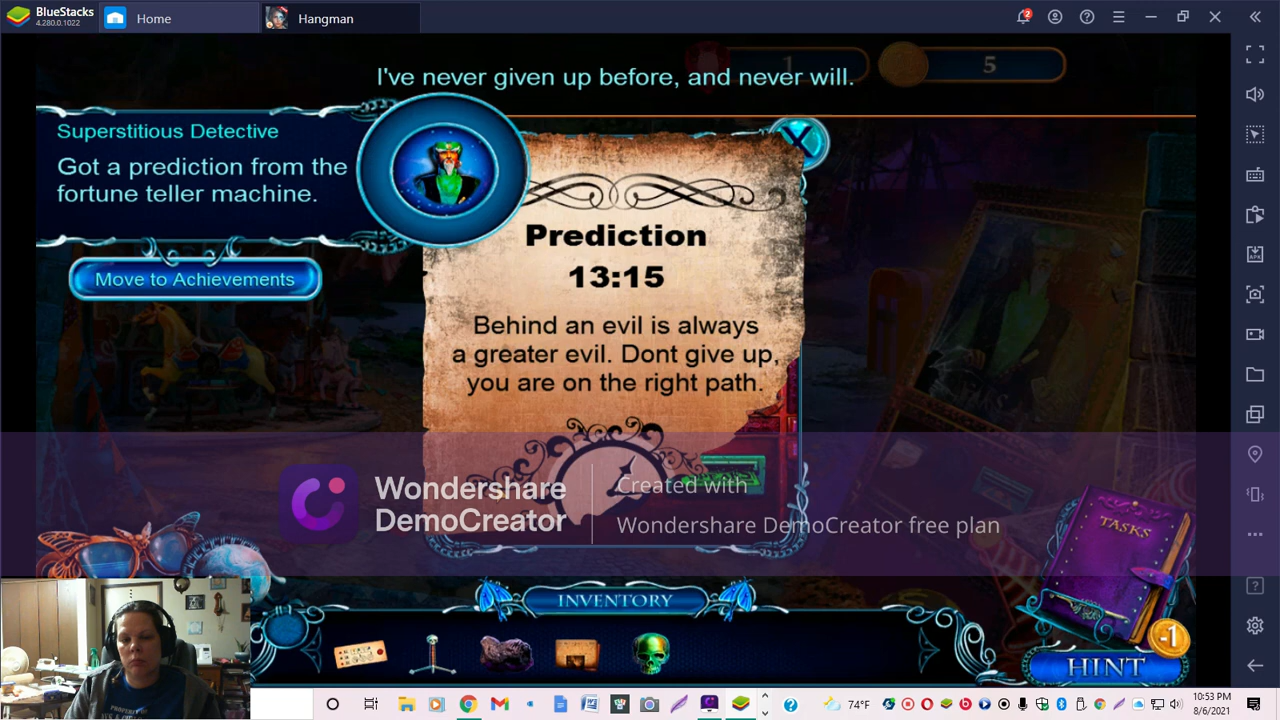 BlueStacks
4.280.0.1022
Home
Hangman
2
1
5
I've never given up before, and never will.
Superstitious Detective
Got a prediction from the
fortune teller machine.
Move to Achievements
X
Prediction
13:15
Behind an evil is always
a greater evil. Dont give up,
you are on the right path.
Wondershare
DemoCreator
Created with
Wondershare DemoCreator free plan
TASKS
INVENTORY
-1
HINT
74°F
10:53 PM
8/6/2021